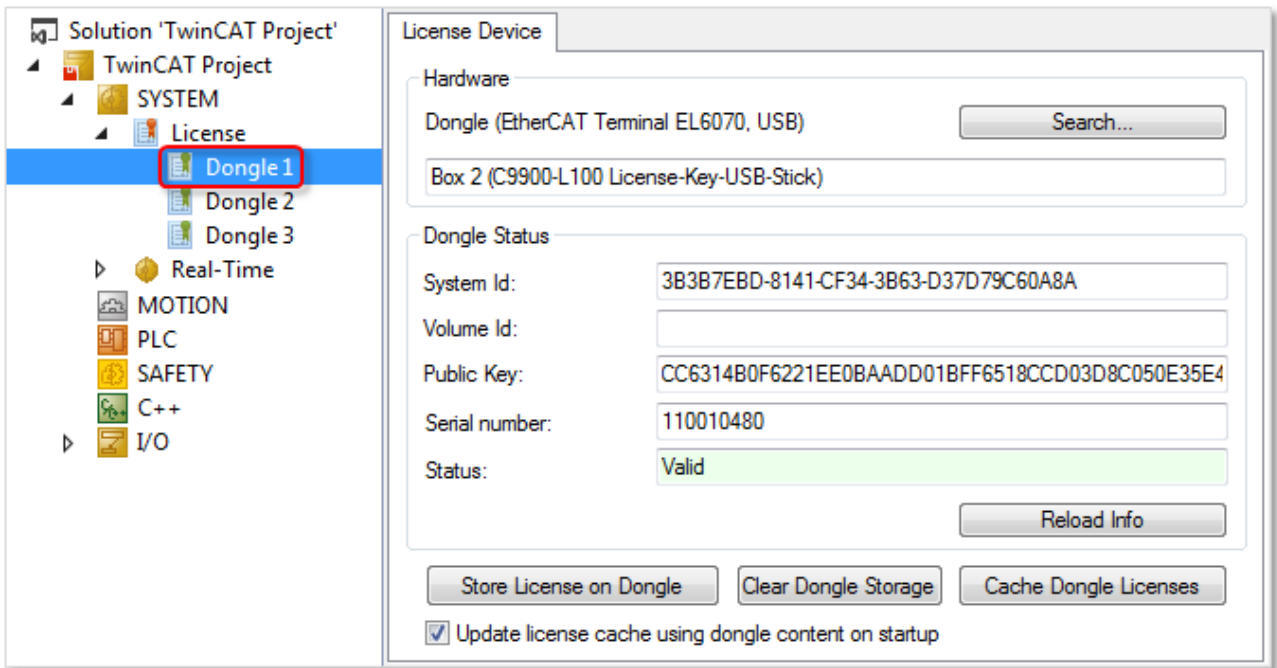 Solution 'TwinCAT Project'
TwinCAT Project
SYSTEM
License
Dongle 1
Dongle 2
Dongle 3
Real-Time
MOTION
PLC
SAFETY
C++
I/O
License Device
Hardware
Dongle (EtherCAT Terminal EL6070, USB)
Search...
Box 2 (C9900-L100 License-Key-USB-Stick)
Dongle Status
System Id: 3B3B7EBD-8141-CF34-3B63-D37D79C60A8A
Volume Id:
Public Key: CC6314B0F6221EE0BAADD01BFF6518CCD03D8C050E35E4
Serial number: 110010480
Status: Valid
Reload Info
Store License on Dongle Clear Dongle Storage Cache Dongle Licenses
Update license cache using dongle content on startup